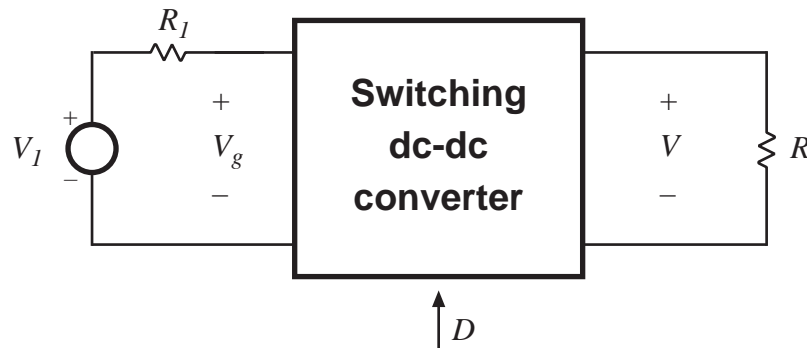 R1
+
V1
−
+
Vg
−
Switching
dc-dc
converter
+
V
−
R
D